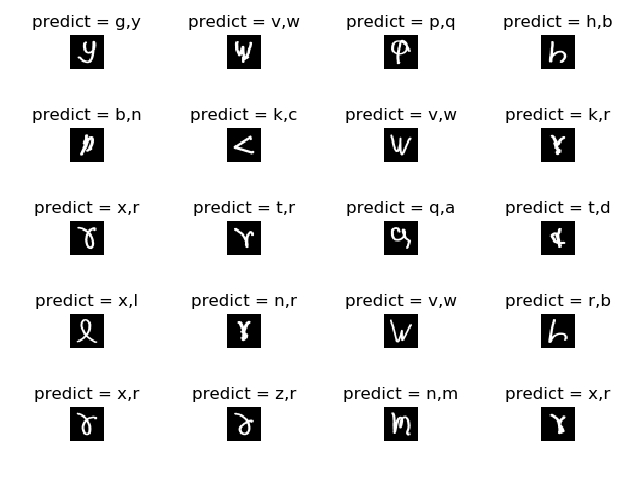 predict = g,y predict = v,w predict = p,q predict = h,b
y w
predict = b,n predict = k,c predict = v,w predict = k,r
w
predict = x,r predict = t,r predict = q,a predict = t,d
r
predict = x,l predict = n,r predict = v,w predict = r,b
l w
predict = x,r predict = z,r predict = n,m predict = x,r
m